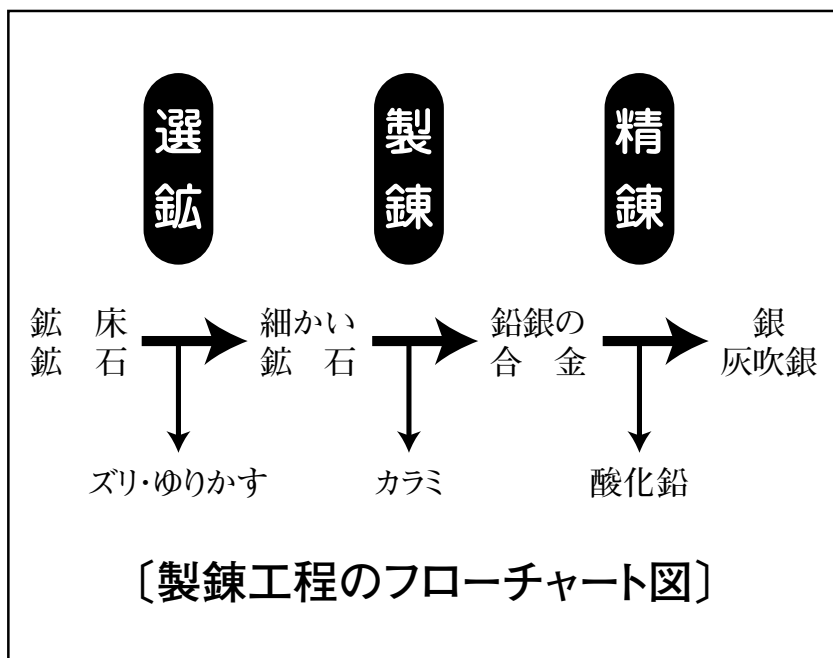 選鉱
製錬
精錬
鉱床
鉱石
細かい
鉱石
鉛銀の
合金
銀
灰吹銀
ズリ・ゆりかす
カラミ
酸化鉛
〔製錬工程のフローチャート図〕